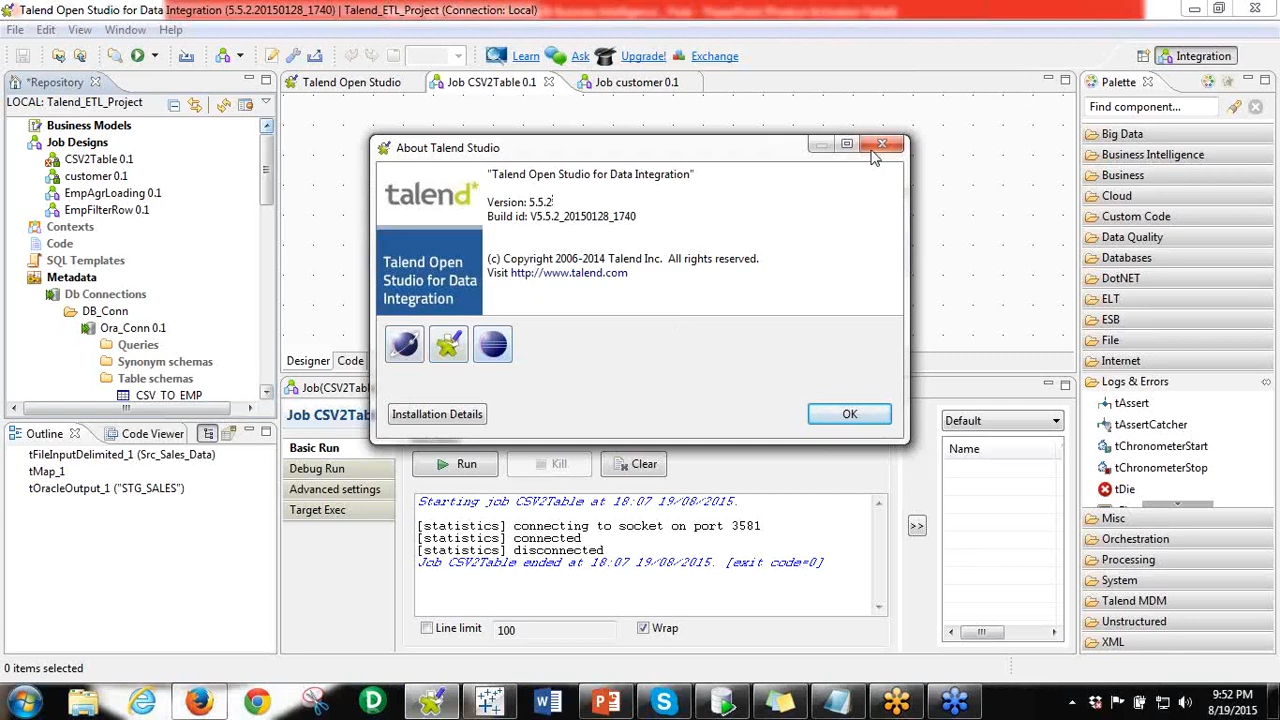 Talend Open Studio for Data Integration (5.5.2.20150128_1740) | Talend_ETL_Project (Connection: Local)
File Edit View Window Help
Learn Ask Upgrade! Exchange Integration
*Repository
LOCAL: Talend_ETL_Project
Business Models
Job Designs
CSV2Table 0.1
customer 0.1
EmpAgrLoading 0.1
EmpFilterRow 0.1
Contexts
Code
SQL Templates
Metadata
Db Connections
DB_Conn
Ora_Conn 0.1
Queries
Synonym schemas
Table schemas
CSV_TO_EMP
Outline Code Viewer
tFileInputDelimited_1 (Src_Sales_Data)
tMap_1
tOracleOutput_1 ("STG_SALES")
0 items selected
Talend Open Studio Job CSV2Table 0.1 Job customer 0.1
About Talend Studio
talend*
Talend Open
Studio for Data
Integration
"Talend Open Studio for Data Integration"
Version: 5.5.2
Build id: V5.5.2_20150128_1740
(c) Copyright 2006-2014 Talend Inc. All rights reserved.
Visit http://www.talend.com
Installation Details OK
Designer Code
Job(CSV2Tab
Job CSV2Tab
Basic Run
Debug Run
Advanced settings
Target Exec
Run Kill Clear
Starting job CSV2Table at 18:07 19/08/2015.
[statistics] connecting to socket on port 3581
[statistics] connected
[statistics] disconnected
Job CSV2Table ended at 18:07 19/08/2015. [exit code=0]
Line limit 100 Wrap
>>
Default
Name
Palette
Find component...
Big Data
Business Intelligence
Business
Cloud
Custom Code
Data Quality
Databases
DotNET
ELT
ESB
File
Internet
Logs & Errors
tAssert
tAssertCatcher
tChronometerStart
tChronometerStop
tDie
Misc
Orchestration
Processing
System
Talend MDM
Unstructured
XML
9:52 PM
8/19/2015